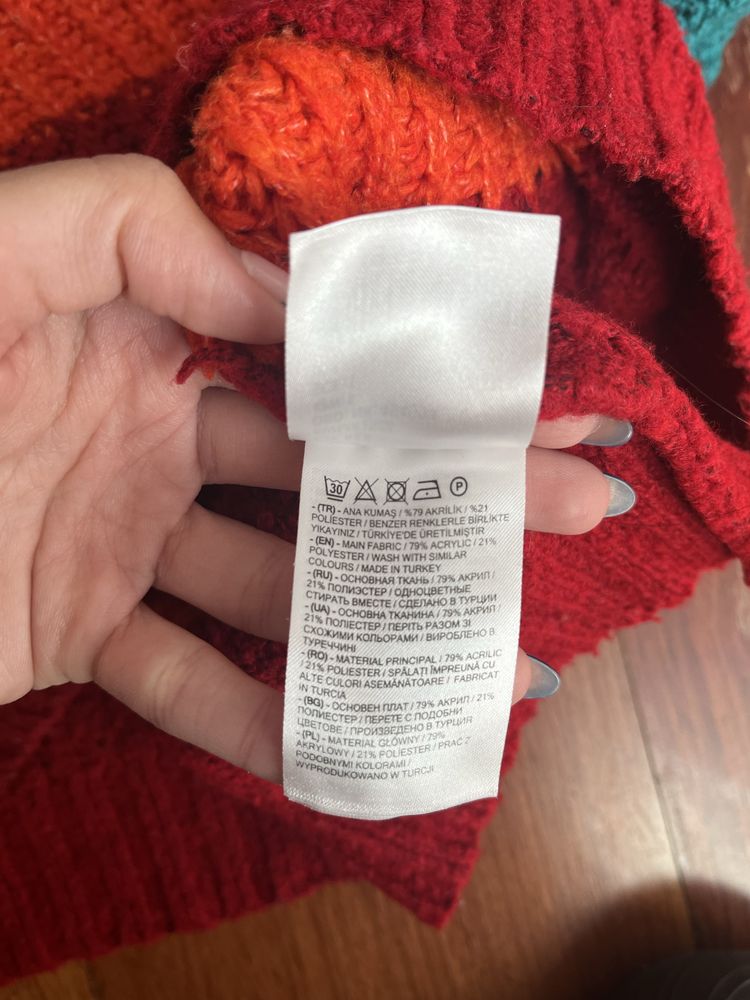 30 P
- (TR) - ANA KUMAŞ / %79 AKRİLİK / %21
POLİESTER / BENZER RENKLERLE BİRLİKTE
YIKAYINIZ / TÜRKİYE'DE ÜRETİLMİŞTİR
- (EN) - MAIN FABRIC / 79% ACRYLIC / 21%
POLYESTER / WASH WITH SIMILAR
COLOURS / MADE IN TURKEY
- (RU) - ОСНОВНАЯ ТКАНЬ / 79% АКРИЛ /
21% ПОЛИЭСТЕР / ОДНОЦВЕТНЫЕ
СТИРАТЬ ВМЕСТЕ / СДЕЛАНО В ТУРЦИИ
- (UA) - ОСНОВНА ТКАНИНА / 79% АКРИЛ /
21% ПОЛІЕСТЕР / ПЕРІТЬ РАЗОМ ЗІ
СХОЖИМИ КОЛЬОРАМИ / ВИРОБЛЕНО В
ТУРЕЧЧИНІ
- (RO) - MATERIAL PRINCIPAL / 79% ACRILIC
/ 21% POLIESTER / SPĂLAȚI ÎMPREUNĂ CU
ALTE CULORI ASEMĂNĂTOARE / FABRICAT
IN TURCIA
- (BG) - ОСНОВЕН ПЛАТ / 79% АКРИЛ / 21%
ПОЛИЕСТЕР / ПЕРЕТЕ С ПОДОБНИ
ЦВЕТОВЕ / ПРОИЗВЕДЕНО В ТУРЦИЯ
- (PL) - MATERIAŁ GŁÓWNY / 79%
AKRYLOWY / 21% POLIESTER / PRAĆ Z
PODOBNYMI KOLORAMI /
WYPRODUKOWANO W TURCJI